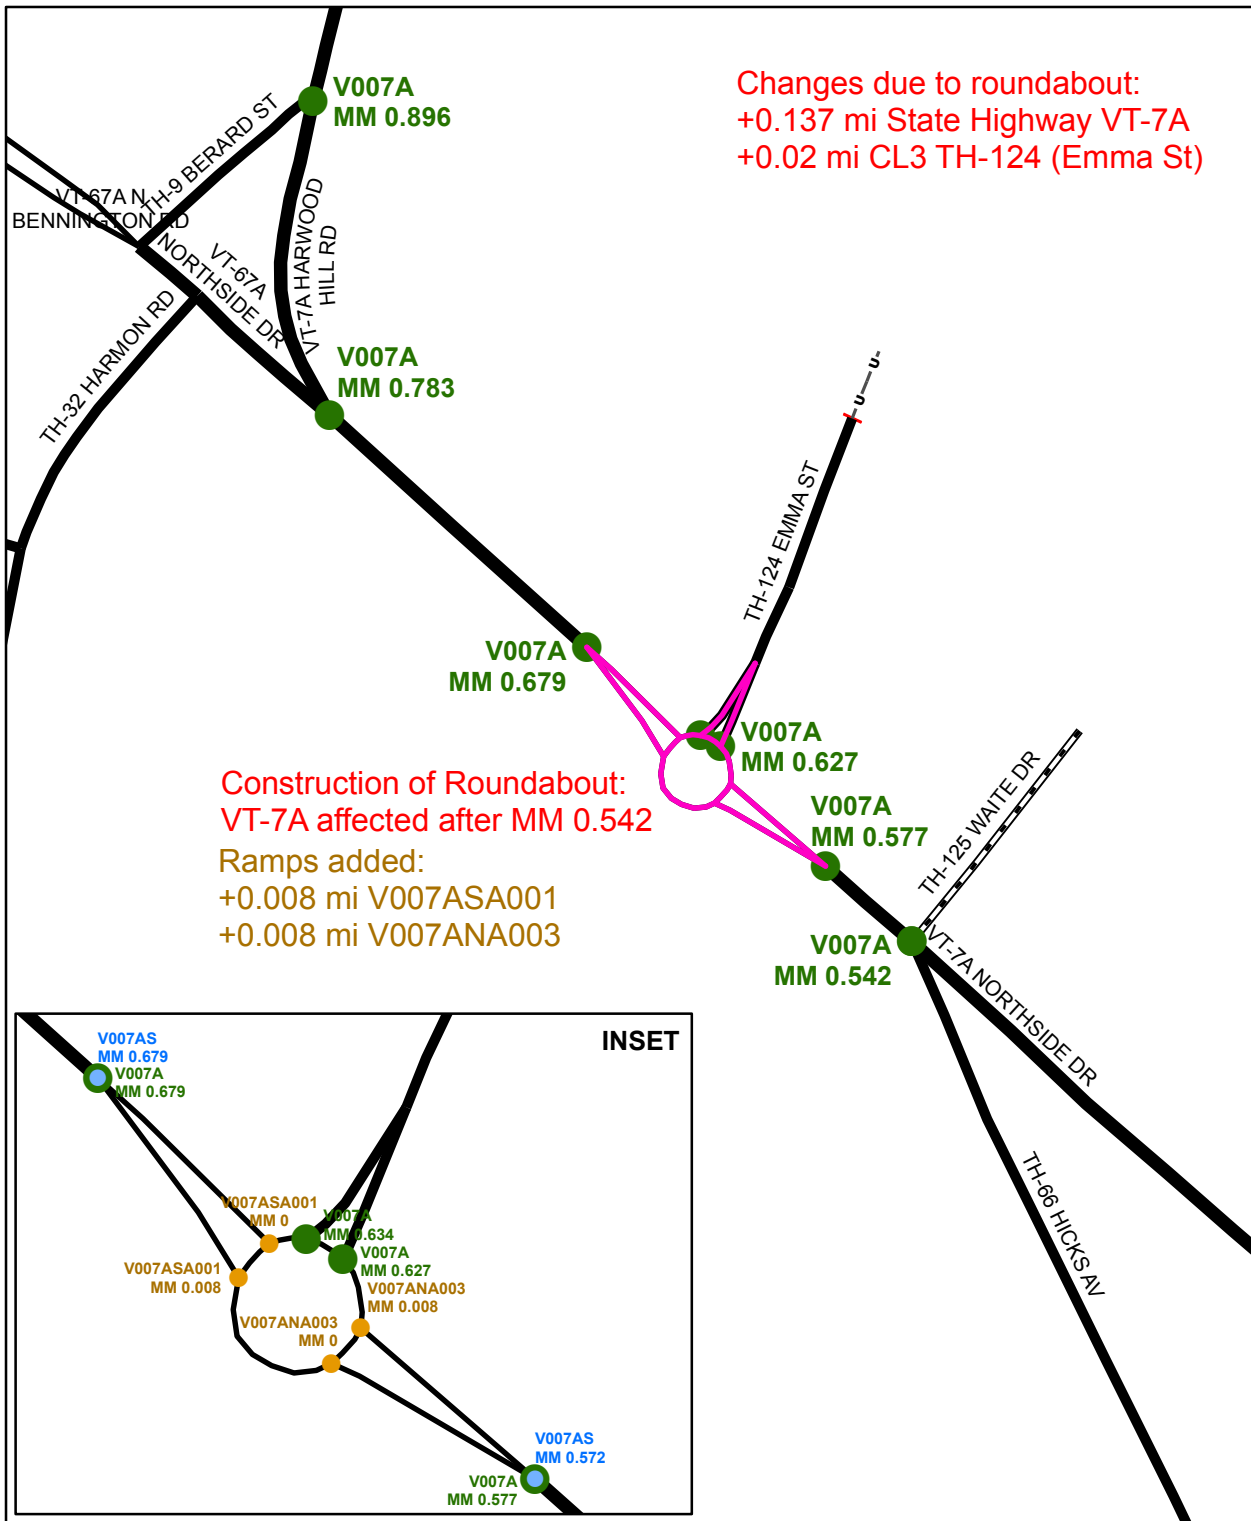 Changes due to roundabout:
+0.137 mi State Highway VT-7A
+0.02 mi CL3 TH-124 (Emma St)
V007A
MM 0.896
TH-9 BERARD ST
VT-67A N
BENNINGTON RD
VT-67A
NORTHSIDE DR
VT-7A HARWOOD
HILL RD
TH-32 HARMON RD
V007A
MM 0.783
S
S
TH-124 EMMA ST
V007A
MM 0.679
V007A
MM 0.627
Construction of Roundabout:
VT-7A affected after MM 0.542
Ramps added:
+0.008 mi V007ASA001
+0.008 mi V007ANA003
V007A
MM 0.577
TH-125 WAITE DR
V007A
MM 0.542
VT-7A NORTHSIDE DR
TH-66 HICKS AV
INSET
V007AS
MM 0.679
V007A
MM 0.679
V007ASA001
MM 0
V007A
MM 0.634
V007A
MM 0.627
V007ASA001
MM 0.008
V007ANA003
MM 0.008
V007ANA003
MM 0
V007AS
MM 0.572
V007A
MM 0.577